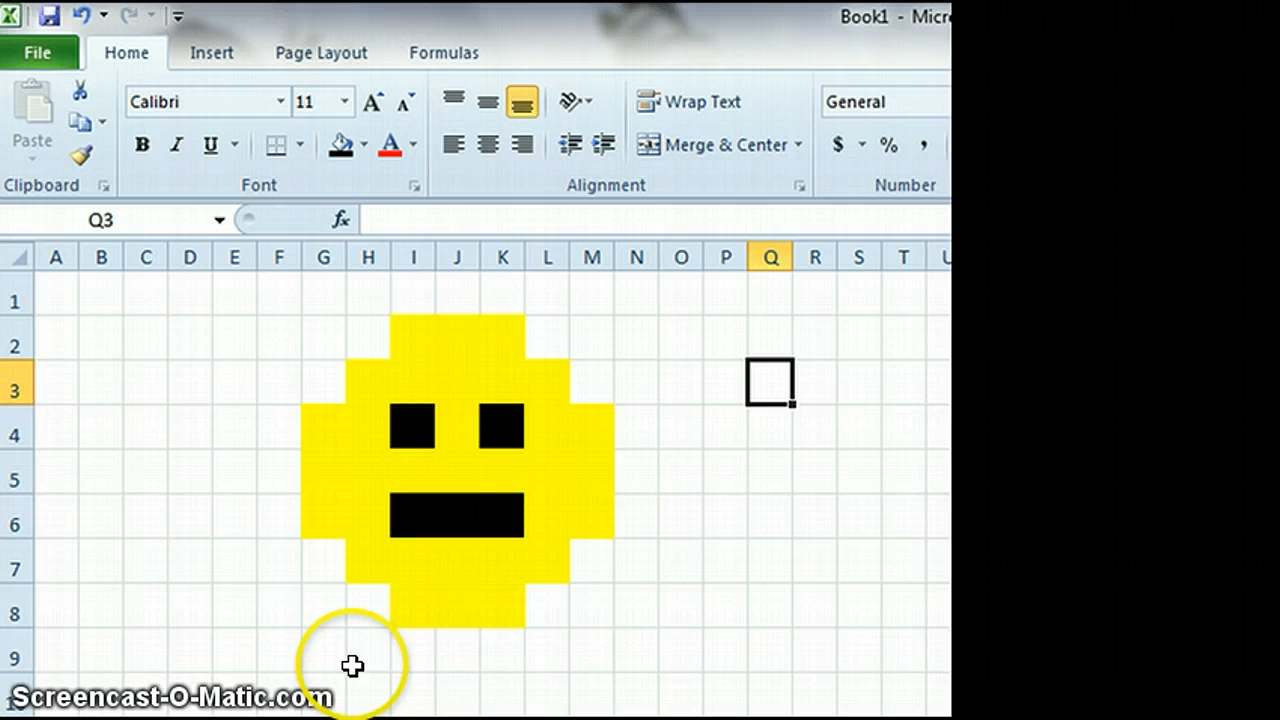 Book1 - Micro
File Home Insert Page Layout Formulas
Calibri 11 A A Wrap Text General
Paste B I U A Merge & Center $ % ,
Clipboard Font Alignment Number
Q3 fx
A B C D E F G H I J K L M N O P Q R S T U
1
2
3
4
5
6
7
8
9
Screencast-O-Matic.com